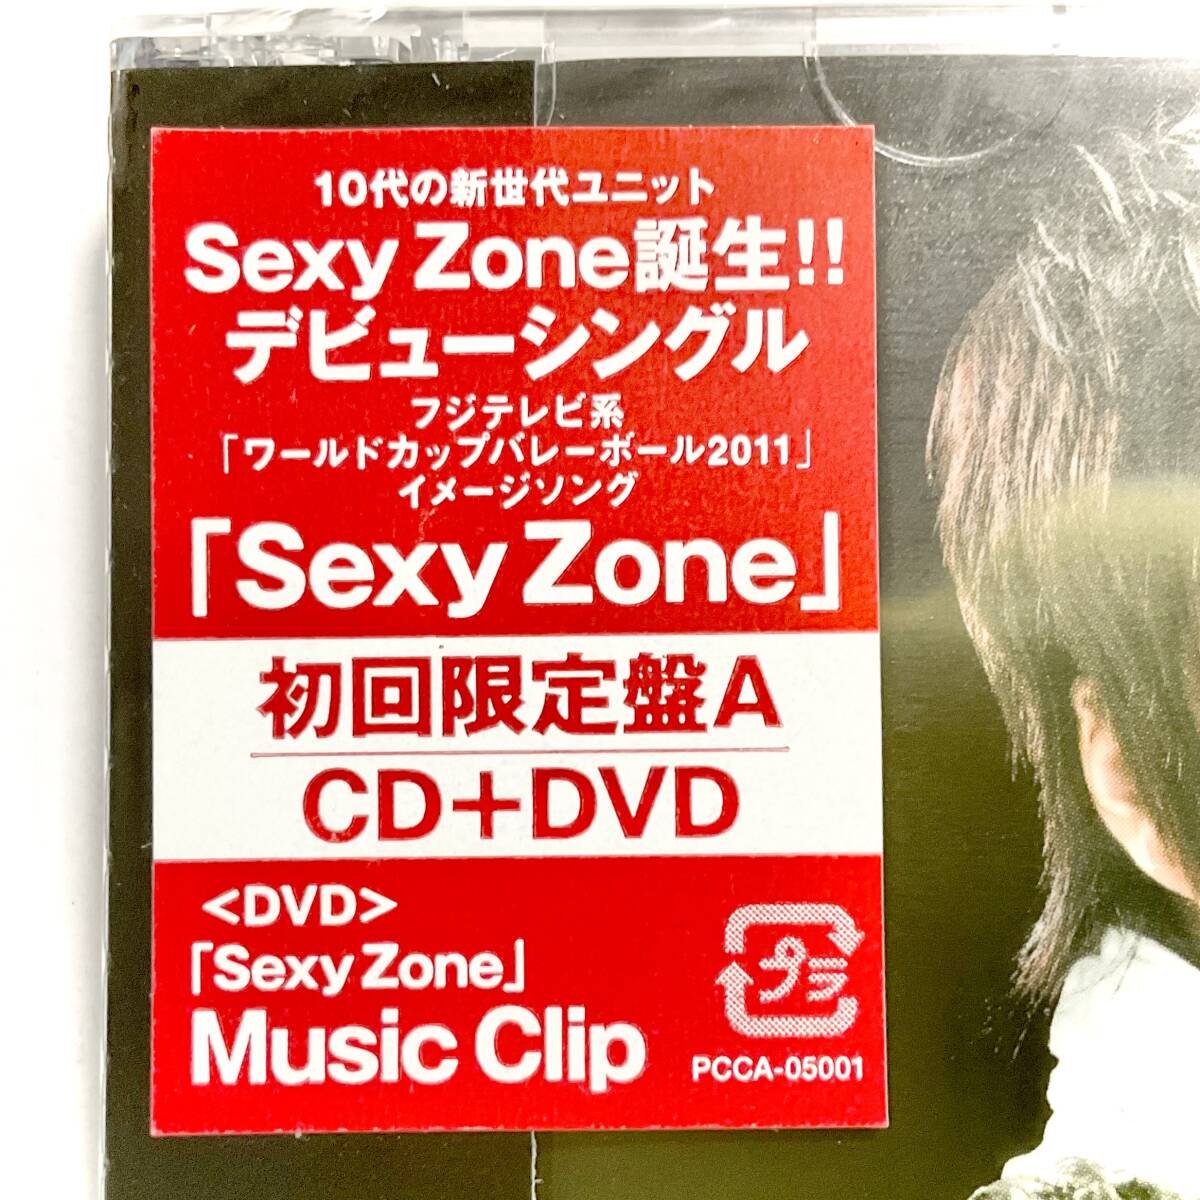 10代の新世代ユニット
Sexy Zone誕生!!
デビューシングル
フジテレビ系
「ワールドカップバレーボール2011」
イメージソング
「Sexy Zone」
初回限定盤A
CD+DVD
<DVD>
「Sexy Zone」
Music Clip
プラ
PCCA-05001